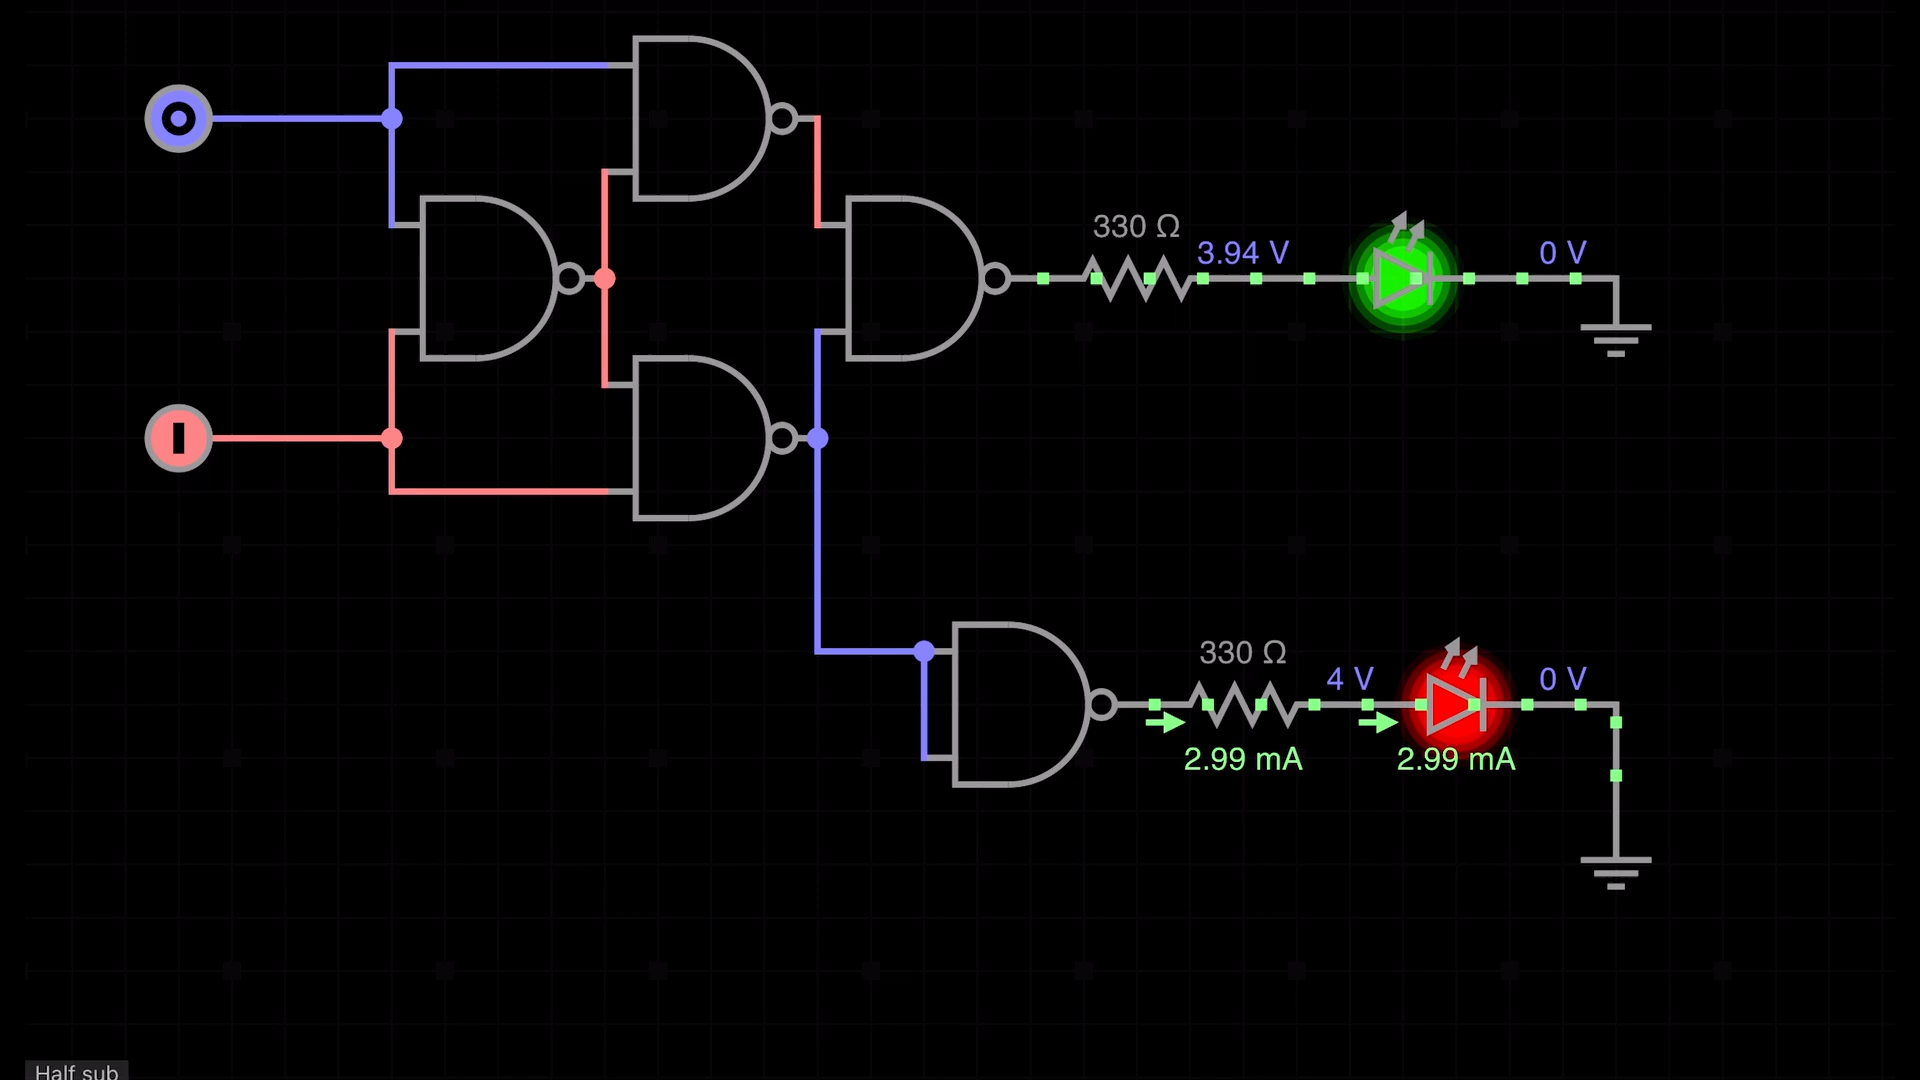 330 Ω
3.94 V
0 V
330 Ω
4 V
0 V
2.99 mA
2.99 mA
Half sub